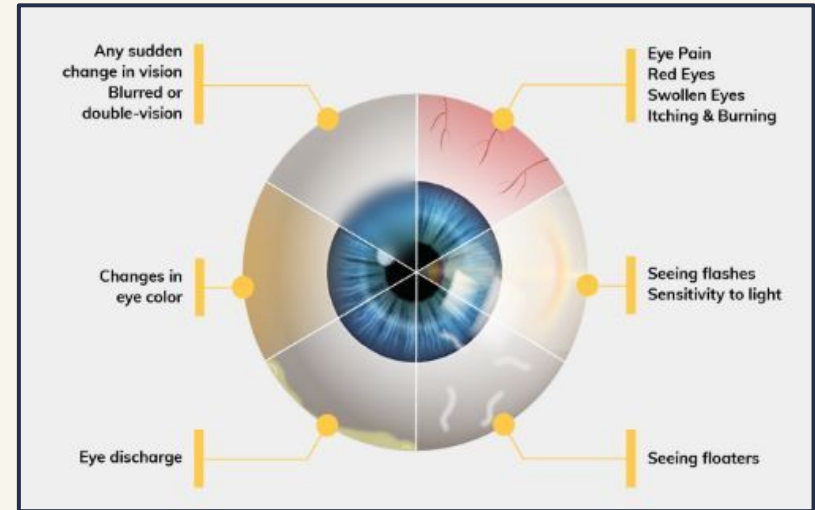 Any sudden
change in vision
Blurred or
double-vision
Eye Pain
Red Eyes
Swollen Eyes
Itching & Burning
Changes in
eye color
Seeing flashes
Sensitivity to light
Eye discharge
Seeing floaters